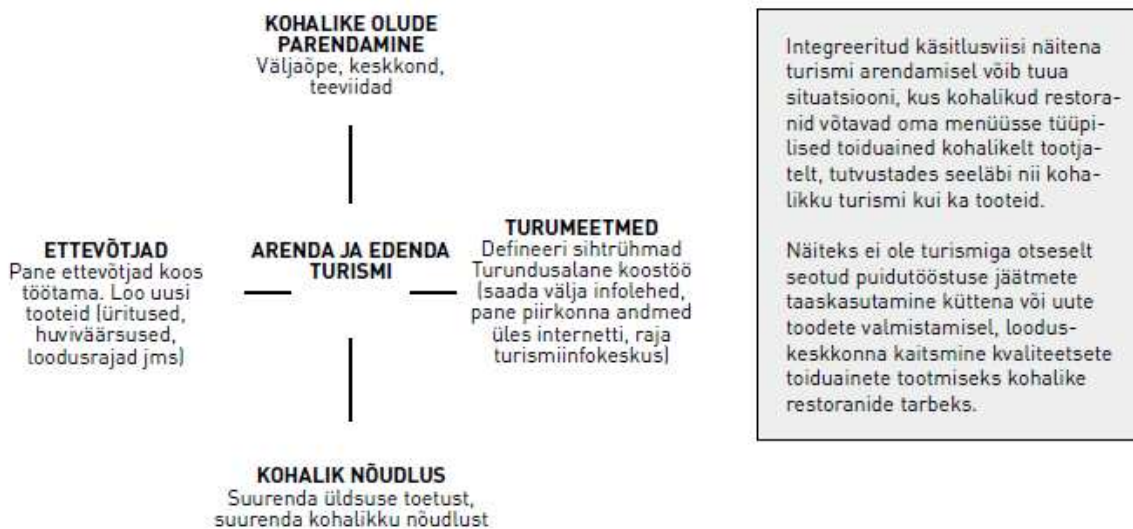 KOHALIKE OLUDE
PARENDAMINE
Väljaõpe, keskkond,
teeviidad
ETTEVÕTJAD
Pane ettevõtjad koos
töötama. Loo uusi
tooteid (üritused,
huviväärsused,
loodusrajad jms)
ARENDA JA EDENDA
TURISMI
TURUMEETMED
Defineeri sihtrühmad
Turundusalane koostöö
(saada välja infolehed,
pane piirkonna andmed
üles internetti, raja
turismiinfokeskus)
KOHALIK NÕUDLUS
Suurenda üldsuse toetust,
suurenda kohalikku nõudlust
Integreeritud käsitlusviisi näitena
turismi arendamisel võib tuua
situatsiooni, kus kohalikud restora-
nid võtavad oma menüüsse tüüpi-
lised toiduained kohalikelt tootja-
telt, tutvustades seeläbi nii koha-
likku turismi kui ka tooteid.
Näiteks ei ole turismiga otseselt
seotud puidutööstuse jäätmete
taaskasutamine küttena või uute
toodete valmistamisel, loodus-
keskkonna kaitsmine kvaliteetsete
toiduainete tootmiseks kohalike
restoranide tarbeks.